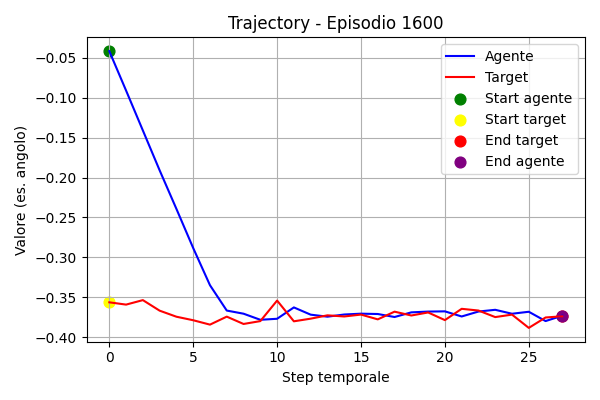 Trajectory - Episodio 1600
Valore (es. angolo)
−0.05
−0.10
−0.15
−0.20
−0.25
−0.30
−0.35
−0.40
Agente
Target
Start agente
Start target
End target
End agente
0
5
10
15
20
25
Step temporale